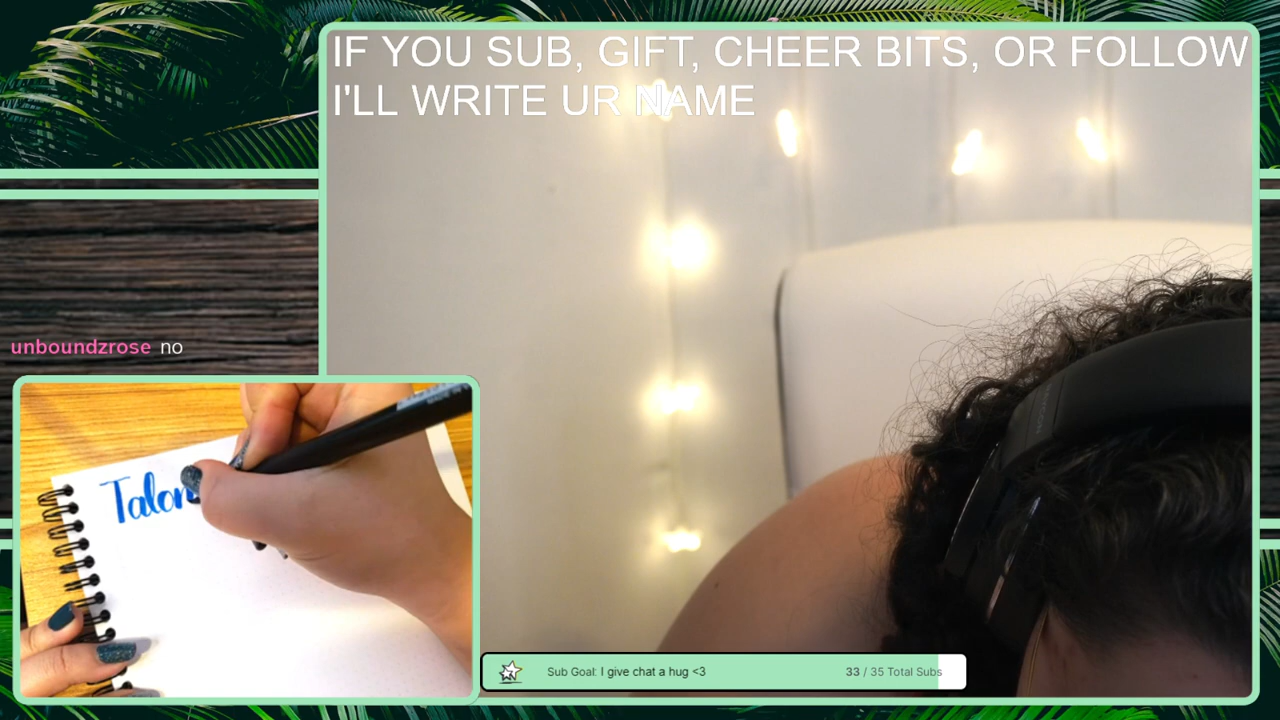 IF YOU SUB, GIFT, CHEER BITS, OR FOLLOW
I'LL WRITE UR NAME
unboundzrose no
Talon
Sub Goal: I give chat a hug <3 33 / 35 Total Subs